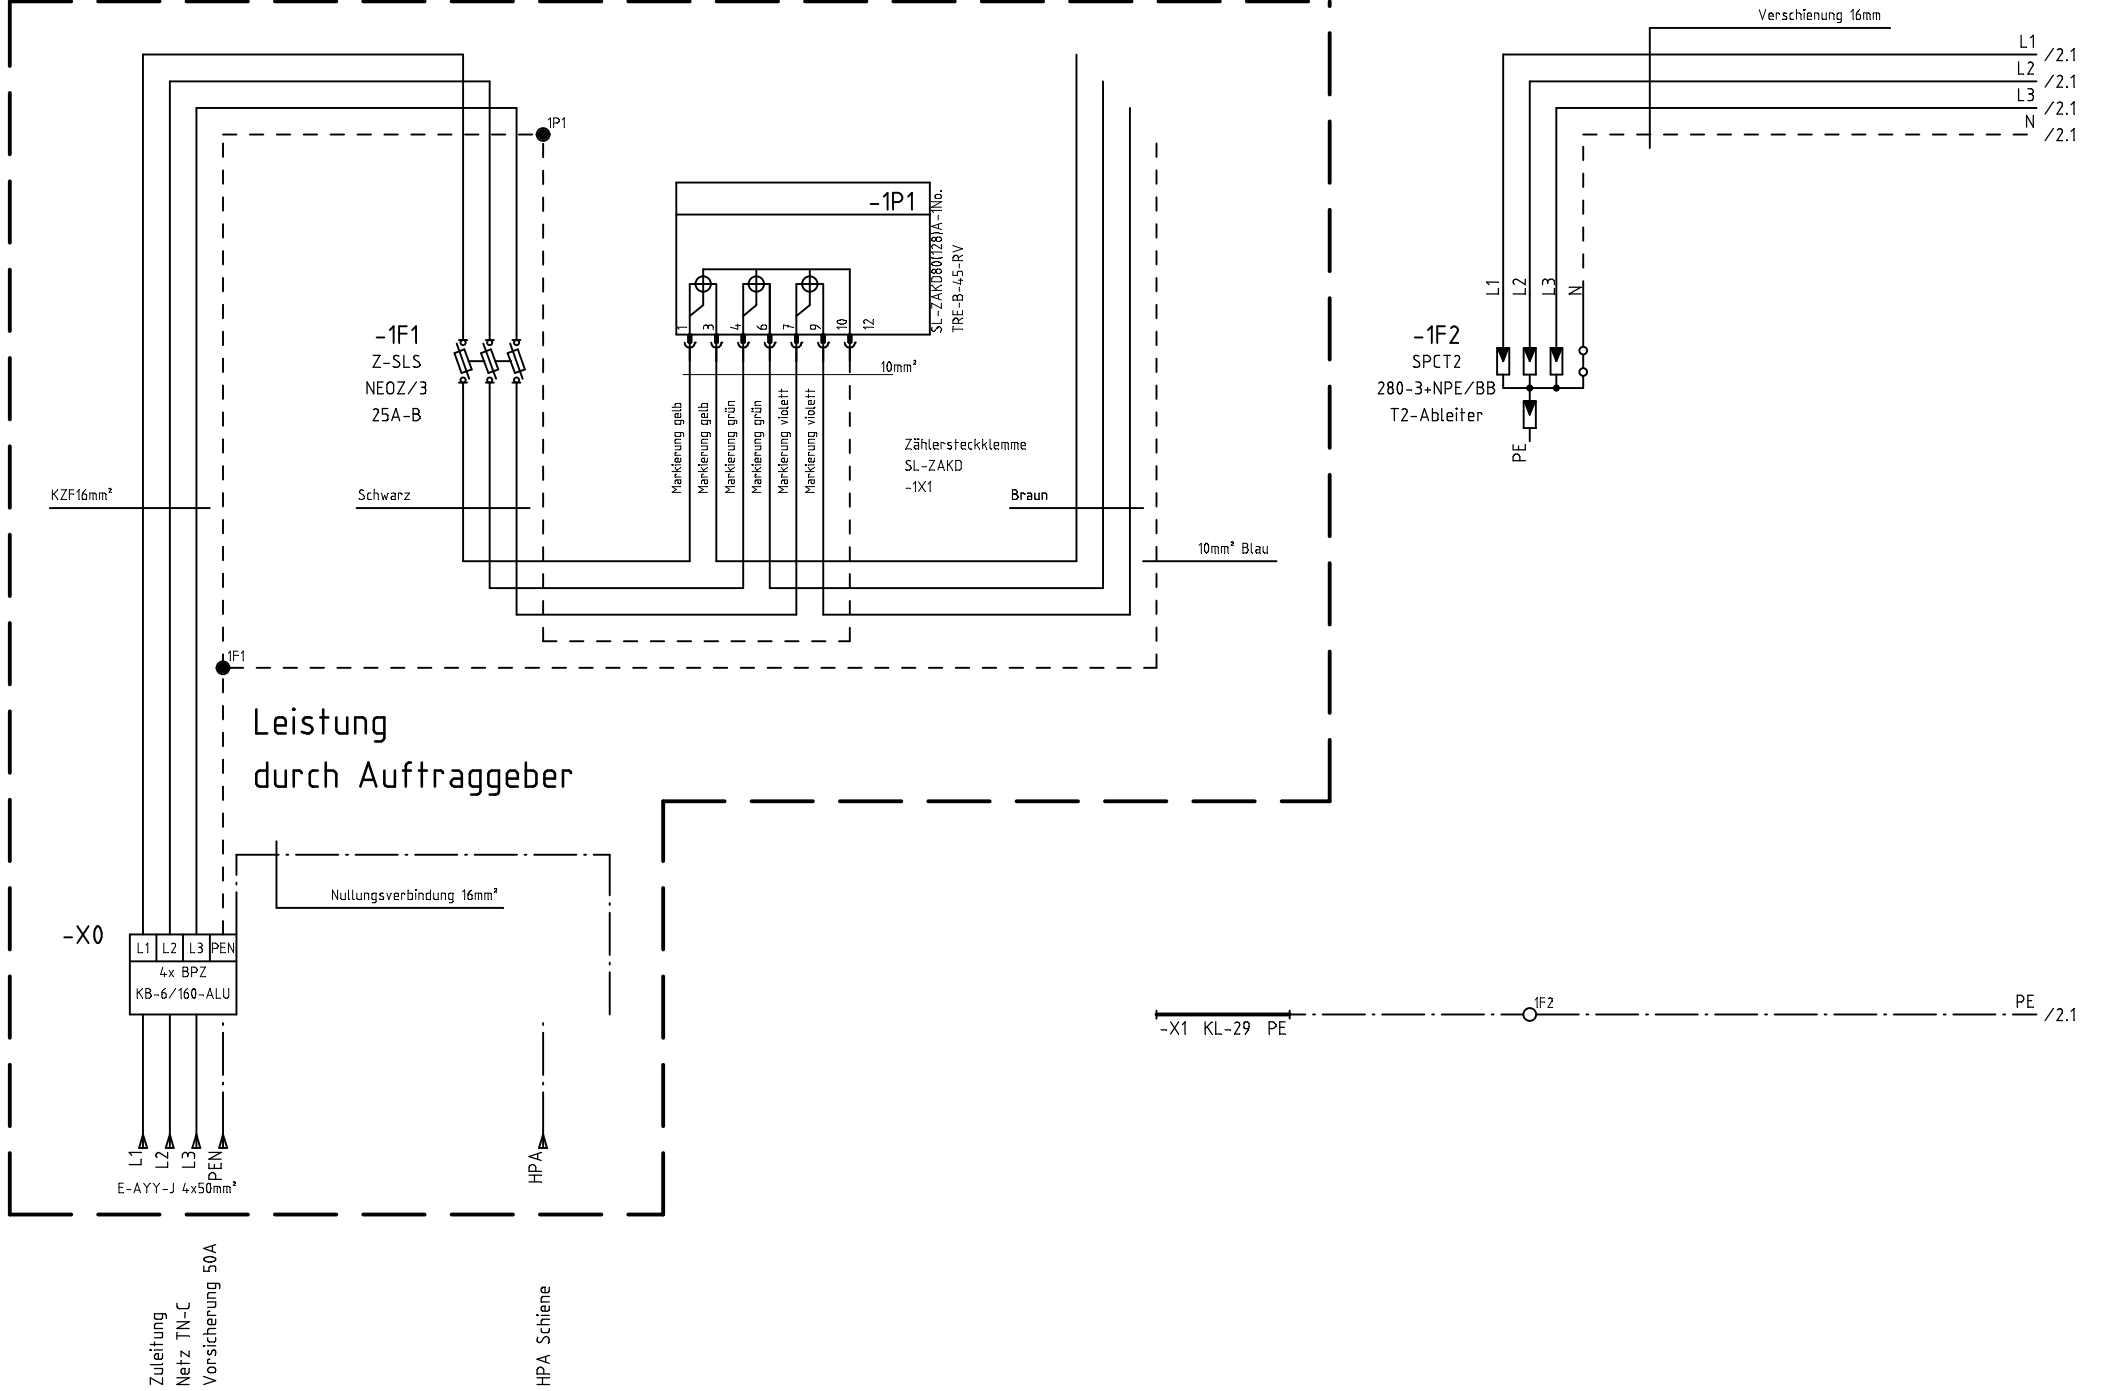 Verschienung 16mm
L1
/2.1
L2
/2.1
L3
/2.1
N
/2.1
1P1
-1P1
SL-ZAKD80(128)A-1No.
TRE-B-45-RV
1
3
4
6
7
9
10
12
10mm²
L1
L2
L3
N
-1F1
Z-SLS
NEOZ/3
25A-B
-1F2
SPCT2
280-3+NPE/BB
T2-Ableiter
PE
Markierung gelb
Markierung gelb
Markierung grün
Markierung grün
Markierung violett
Markierung violett
Zählersteckklemme
SL-ZAKD
-1X1
KZF16mm²
Schwarz
Braun
10mm² Blau
1F1
Leistung
durch Auftraggeber
Nullungsverbindung 16mm²
-X0
L1
L2
L3
PEN
4x BPZ
KB-6/160-ALU
-X1 KL-29 PE
1F2
PE
/2.1
L1
L2
L3
PEN
HPA
E-AYY-J 4x50mm²
Zuleitung
Netz TN-C
Vorsicherung 50A
HPA Schiene